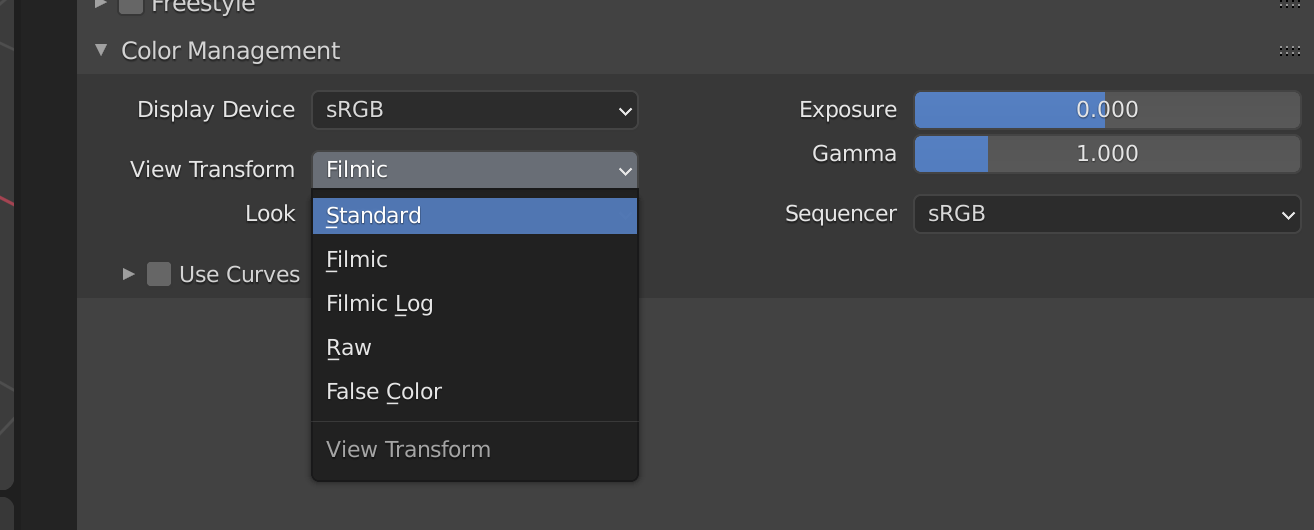 Freestyle
Color Management
Display Device sRGB
Exposure 0.000
Gamma 1.000
View Transform Filmic
Look
Sequencer sRGB
Standard
Filmic
Use Curves
Filmic Log
Raw
False Color
View Transform